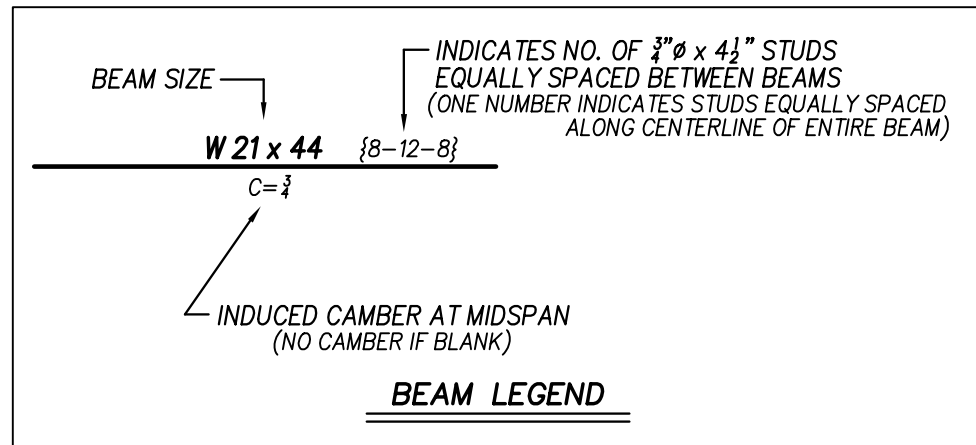 INDICATES NO. OF 3/4"ø x 4 1/2" STUDS
EQUALLY SPACED BETWEEN BEAMS
(ONE NUMBER INDICATES STUDS EQUALLY SPACED
ALONG CENTERLINE OF ENTIRE BEAM)
BEAM SIZE
W 21 x 44 {8-12-8}
C=3/4
INDUCED CAMBER AT MIDSPAN
(NO CAMBER IF BLANK)
BEAM LEGEND